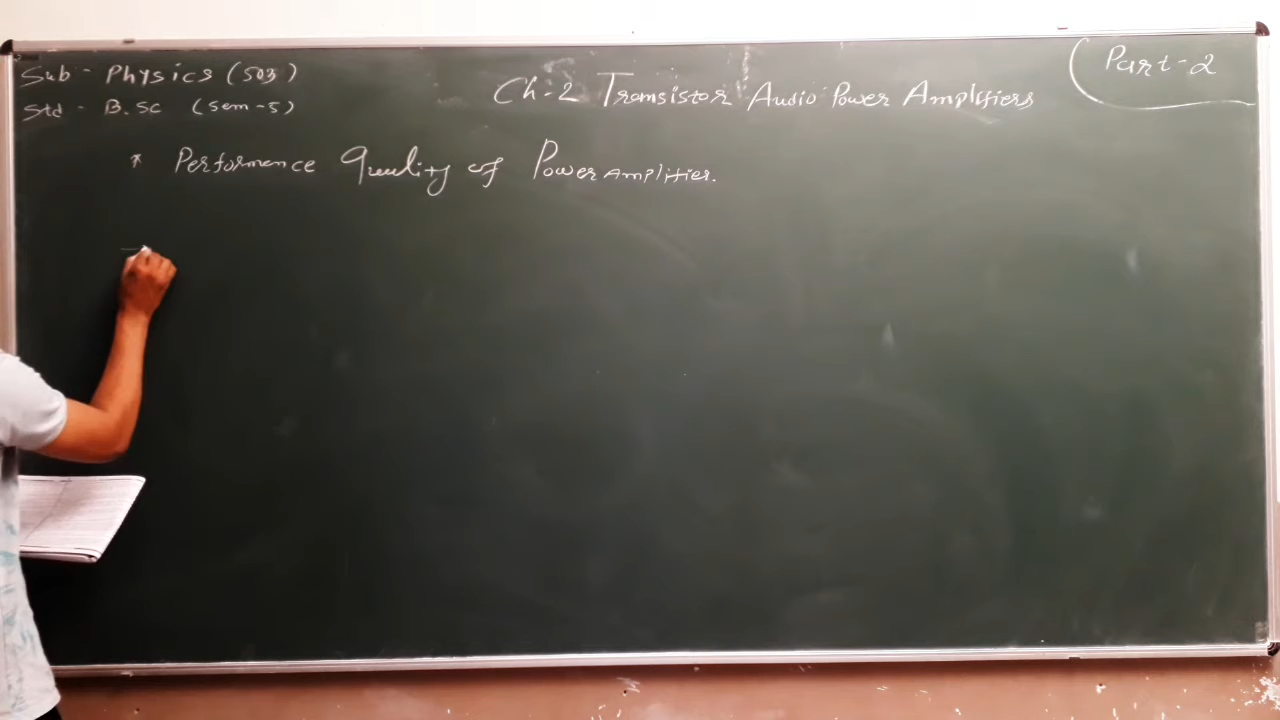 Sub - Physics (503)
Std - B.Sc (Sem-5)
Ch-2 Transistor Audio Power Amplifiers
Part-2
* Performence Quality of Power amplifier.